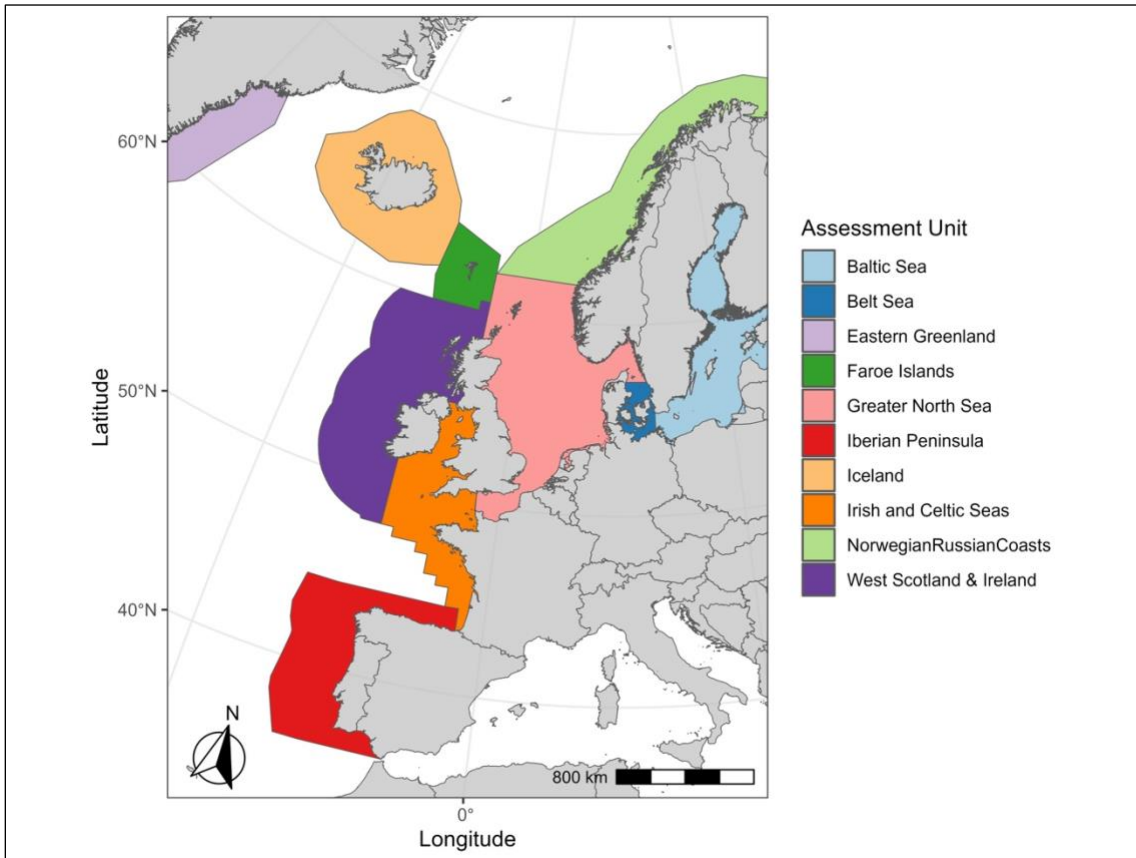 60°N
50°N
40°N
Latitude
N
800 km
0°
Longitude
Assessment Unit
Baltic Sea
Belt Sea
Eastern Greenland
Faroe Islands
Greater North Sea
Iberian Peninsula
Iceland
Irish and Celtic Seas
NorwegianRussianCoasts
West Scotland & Ireland